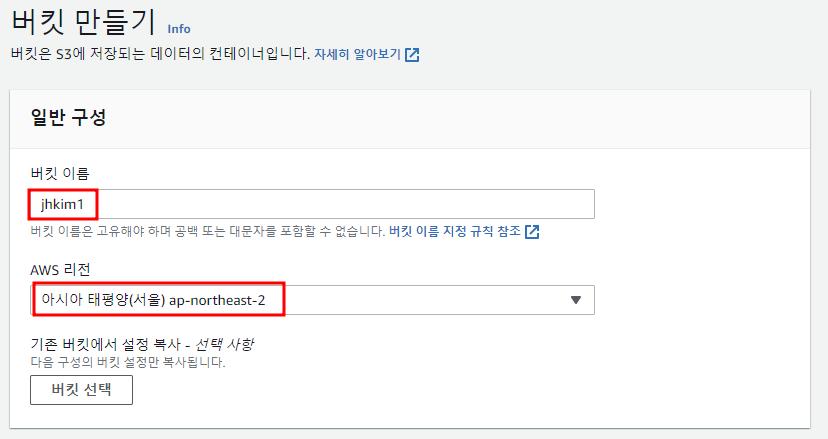 버킷 만들기 Info
버킷은 S3에 저장되는 데이터의 컨테이너입니다. 자세히 알아보기
일반 구성
버킷 이름
jhkim1
버킷 이름은 고유해야 하며 공백 또는 대문자를 포함할 수 없습니다. 버킷 이름 지정 규칙 참조
AWS 리전
아시아 태평양(서울) ap-northeast-2
기존 버킷에서 설정 복사 - 선택 사항
다음 구성의 버킷 설정만 복사됩니다.
버킷 선택